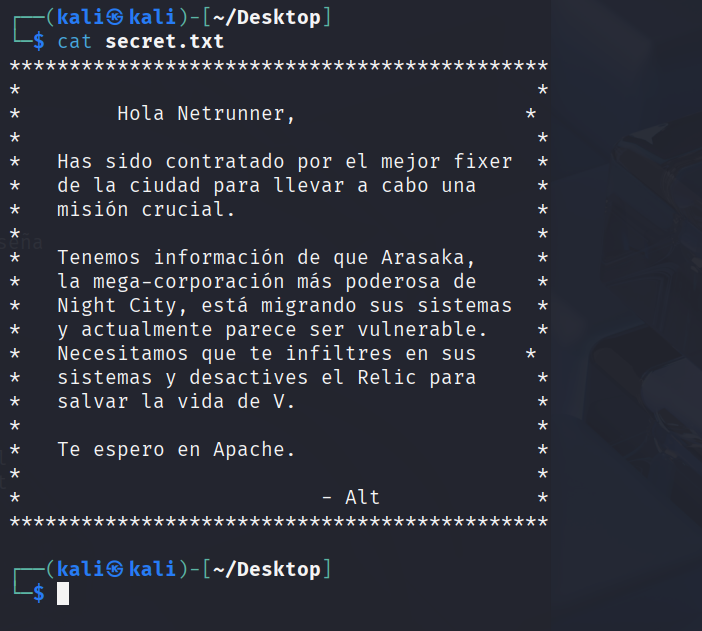 ┌──(kali㉿kali)-[~/Desktop]
└─$ cat secret.txt
*********************************************
*                                           *
*        Hola Netrunner,                   *
*                                           *
*   Has sido contratado por el mejor fixer  *
*   de la ciudad para llevar a cabo una     *
*   misión crucial.                         *
*                                           *
*   Tenemos información de que Arasaka,     *
*   la mega-corporación más poderosa de     *
*   Night City, está migrando sus sistemas  *
*   y actualmente parece ser vulnerable.    *
*   Necesitamos que te infiltres en sus    *
*   sistemas y desactives el Relic para     *
*   salvar la vida de V.                    *
*                                           *
*   Te espero en Apache.                    *
*                                           *
*                         - Alt             *
*********************************************
┌──(kali㉿kali)-[~/Desktop]
└─$